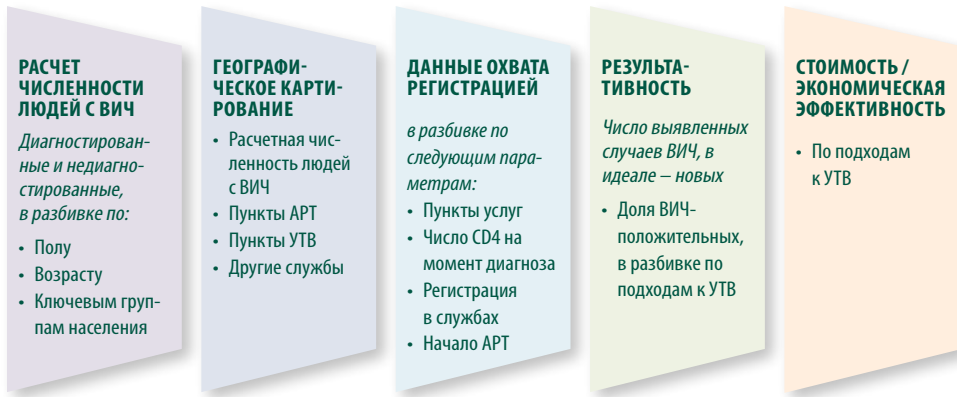 РАСЧЕТ
ЧИСЛЕННОСТИ
ЛЮДЕЙ С ВИЧ
Диагностирован-
ные и недиагно-
стированные,
в разбивке по:
• Полу
• Возрасту
• Ключевым груп-
пам населения
ГЕОГРАФИ-
ЧЕСКОЕ КАРТИ-
РОВАНИЕ
• Расчетная чис-
ленность людей
с ВИЧ
• Пункты АРТ
• Пункты УТВ
• Другие службы
ДАННЫЕ ОХВАТА
РЕГИСТРАЦИЕЙ
в разбивке по
следующим пара-
метрам:
• Пункты услуг
• Число CD4 на
момент диагноза
• Регистрация
в службах
• Начало АРТ
РЕЗУЛЬТА-
ТИВНОСТЬ
Число выявленных
случаев ВИЧ, в
идеале – новых
• Доля ВИЧ-
положительных,
в разбивке по
подходам к УТВ
СТОИМОСТЬ /
ЭКОНОМИЧЕСКАЯ
ЭФФЕКТИВНОСТЬ
• По подходам
к УТВ